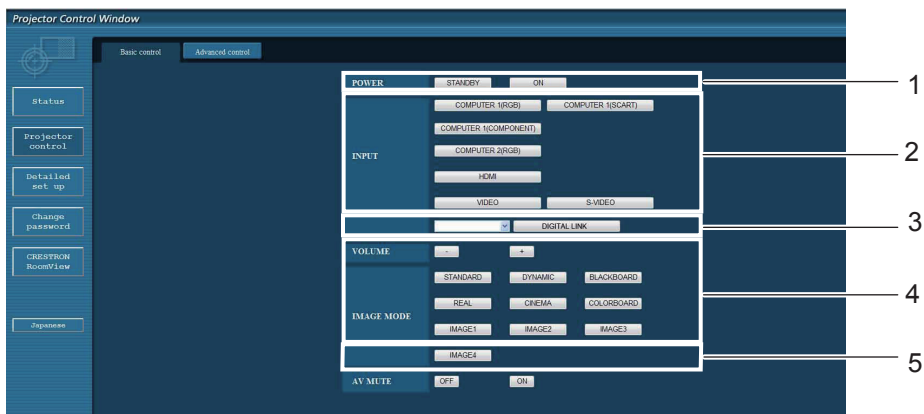 Projector Control Window
Basic control Advanced control
POWER STANDBY ON 1
Status
COMPUTER 1(RGB) COMPUTER 1(SCART)
COMPUTER 1(COMPONENT)
Projector
control
INPUT COMPUTER 2(RGB) 2
Detailed
set up
HDMI
VIDEO S-VIDEO
Change
password
DIGITAL LINK 3
VOLUME - +
CRESTRON
RoomView
STANDARD DYNAMIC BLACKBOARD
REAL CINEMA COLORBOARD 4
IMAGE MODE
Japanese
IMAGE1 IMAGE2 IMAGE3
IMAGE4 5
AV MUTE OFF ON